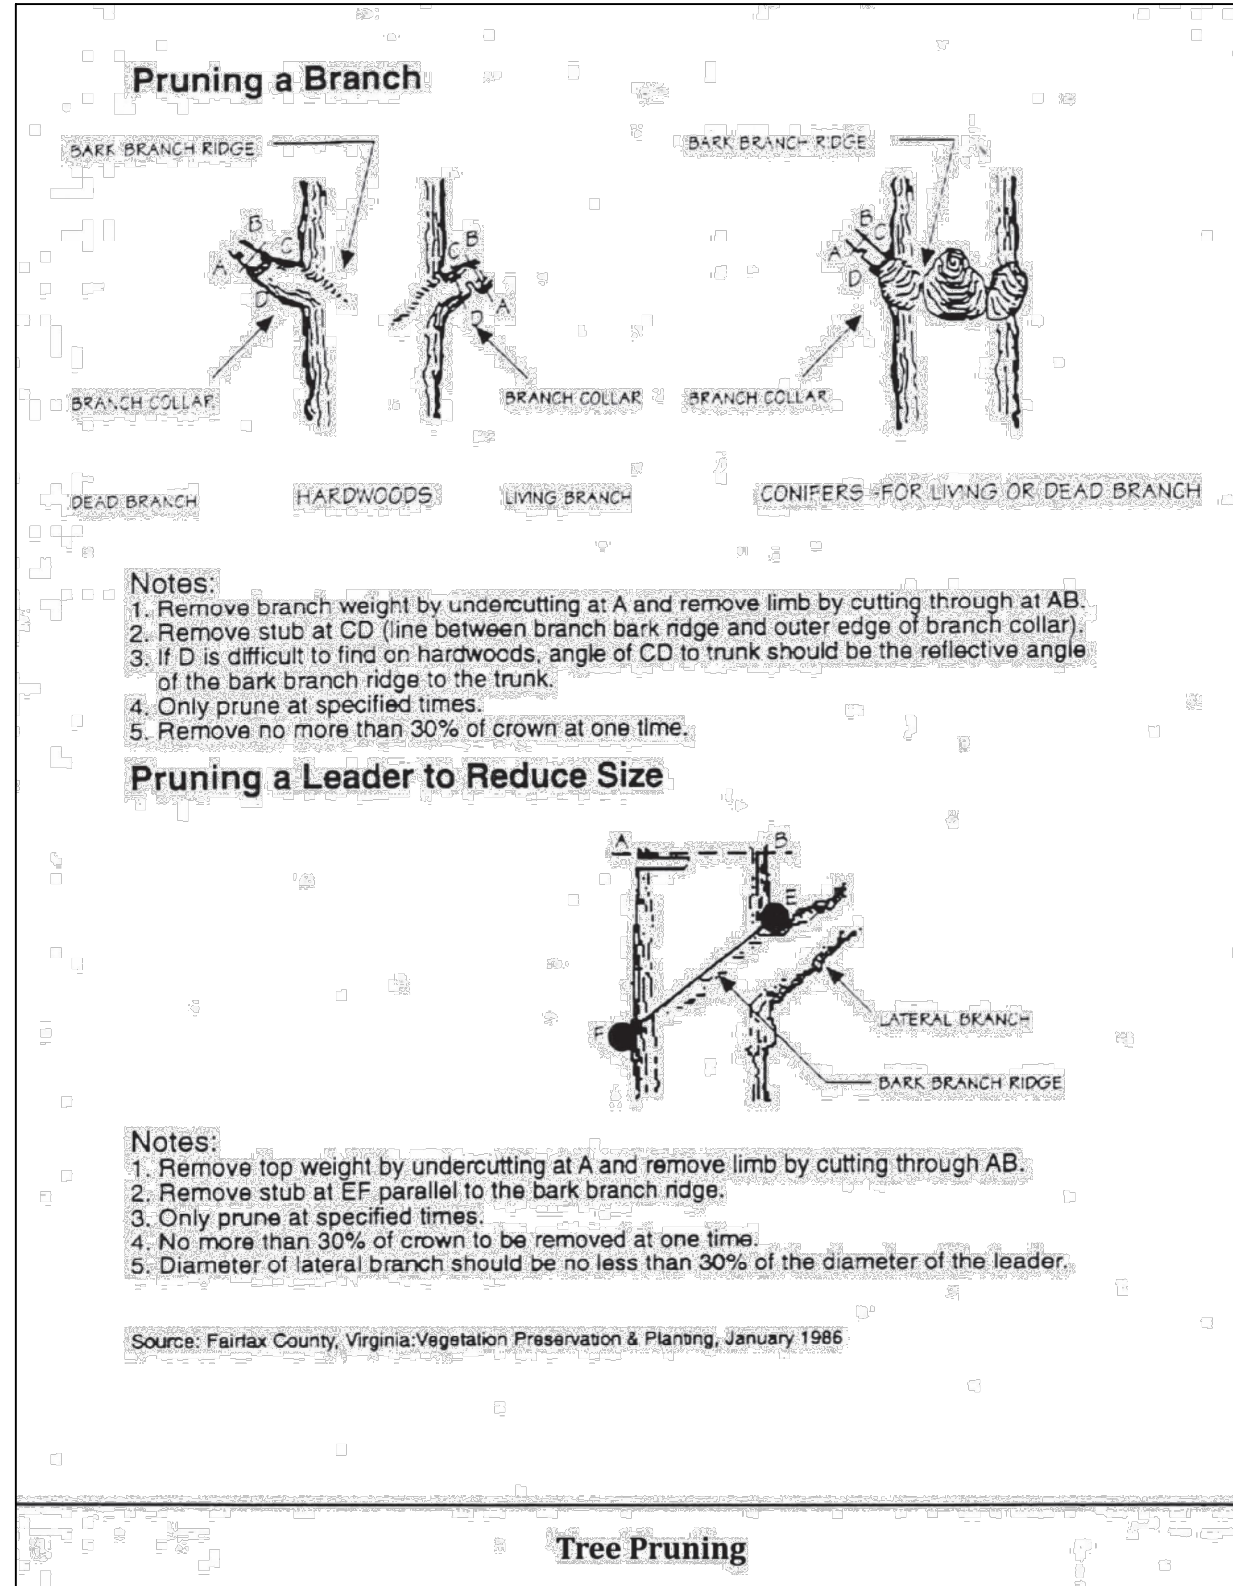 Pruning a Branch
BARK BRANCH RIDGE
BARK BRANCH RIDGE
B
C
A
D
C
B
A
D
B
C
A
D
BRANCH COLLAR
BRANCH COLLAR
BRANCH COLLAR
DEAD BRANCH
HARDWOODS
LIVING BRANCH
CONIFERS - FOR LIVING OR DEAD BRANCH
Notes:
1. Remove branch weight by undercutting at A and remove limb by cutting through at AB.
2. Remove stub at CD (line between branch bark ridge and outer edge of branch collar).
3. If D is difficult to find on hardwoods, angle of CD to trunk should be the reflective angle
of the bark branch ridge to the trunk.
4. Only prune at specified times.
5. Remove no more than 30% of crown at one time.
Pruning a Leader to Reduce Size
A
B
E
F
LATERAL BRANCH
BARK BRANCH RIDGE
Notes:
1. Remove top weight by undercutting at A and remove limb by cutting through AB.
2. Remove stub at EF parallel to the bark branch ridge.
3. Only prune at specified times.
4. No more than 30% of crown to be removed at one time.
5. Diameter of lateral branch should be no less than 30% of the diameter of the leader.
Source: Fairfax County, Virginia:Vegetation Preservation & Planting, January 1986
Tree Pruning